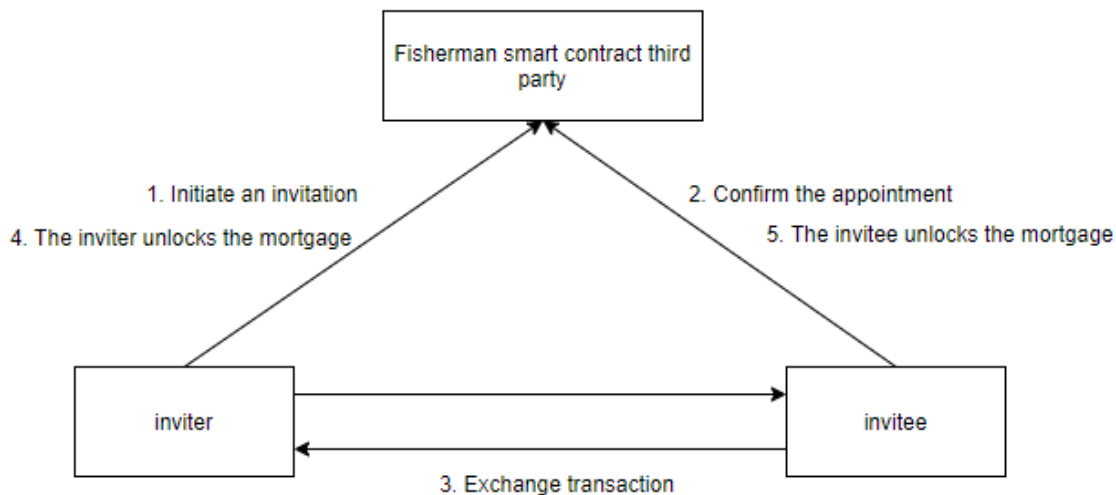 Fisherman smart contract third
party
1. Initiate an invitation
2. Confirm the appointment
4. The inviter unlocks the mortgage
5. The invitee unlocks the mortgage
inviter
invitee
3. Exchange transaction